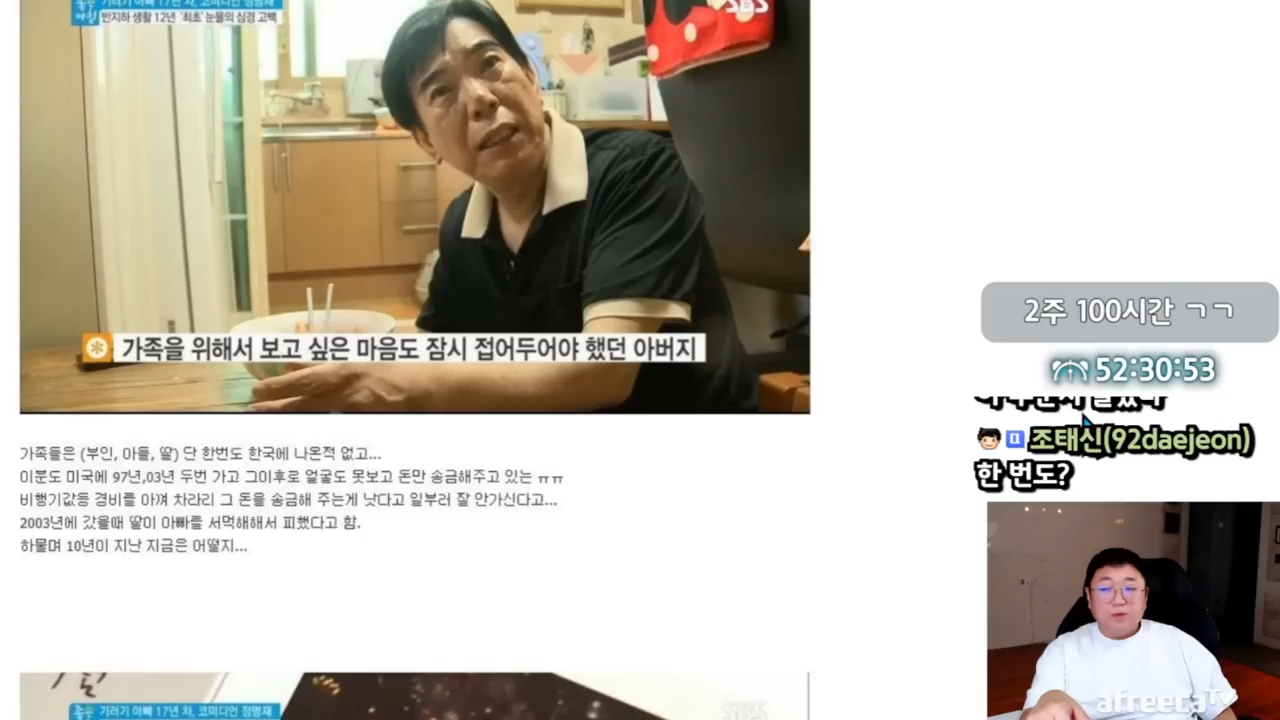 좋은
아침
기러기 아빠 17년 차, 코미디언 정명재
반지하 생활 12년 '최초' 눈물의 심경 고백
SBS
가족을 위해서 보고 싶은 마음도 잠시 접어두어야 했던 아버지
가족들은 (부인, 아들, 딸) 단 한번도 한국에 나온적 없고...
이분도 미국에 97년,03년 두번 가고 그이후로 얼굴도 못보고 돈만 송금해주고 있는 ㅠㅠ
비행기값등 경비를 아껴 차라리 그 돈을 송금해 주는게 낫다고 일부러 잘 안가신다고...
2003년에 갔을때 딸이 아빠를 서먹해해서 피했다고 함.
하물며 10년이 지난 지금은 어떨지...
기러기 아빠 17년 차, 코미디언 정명재
SBS
2주 100시간 ㄱㄱ
52:30:53
조태신(92daejeon)
한 번도?
afreecaTV